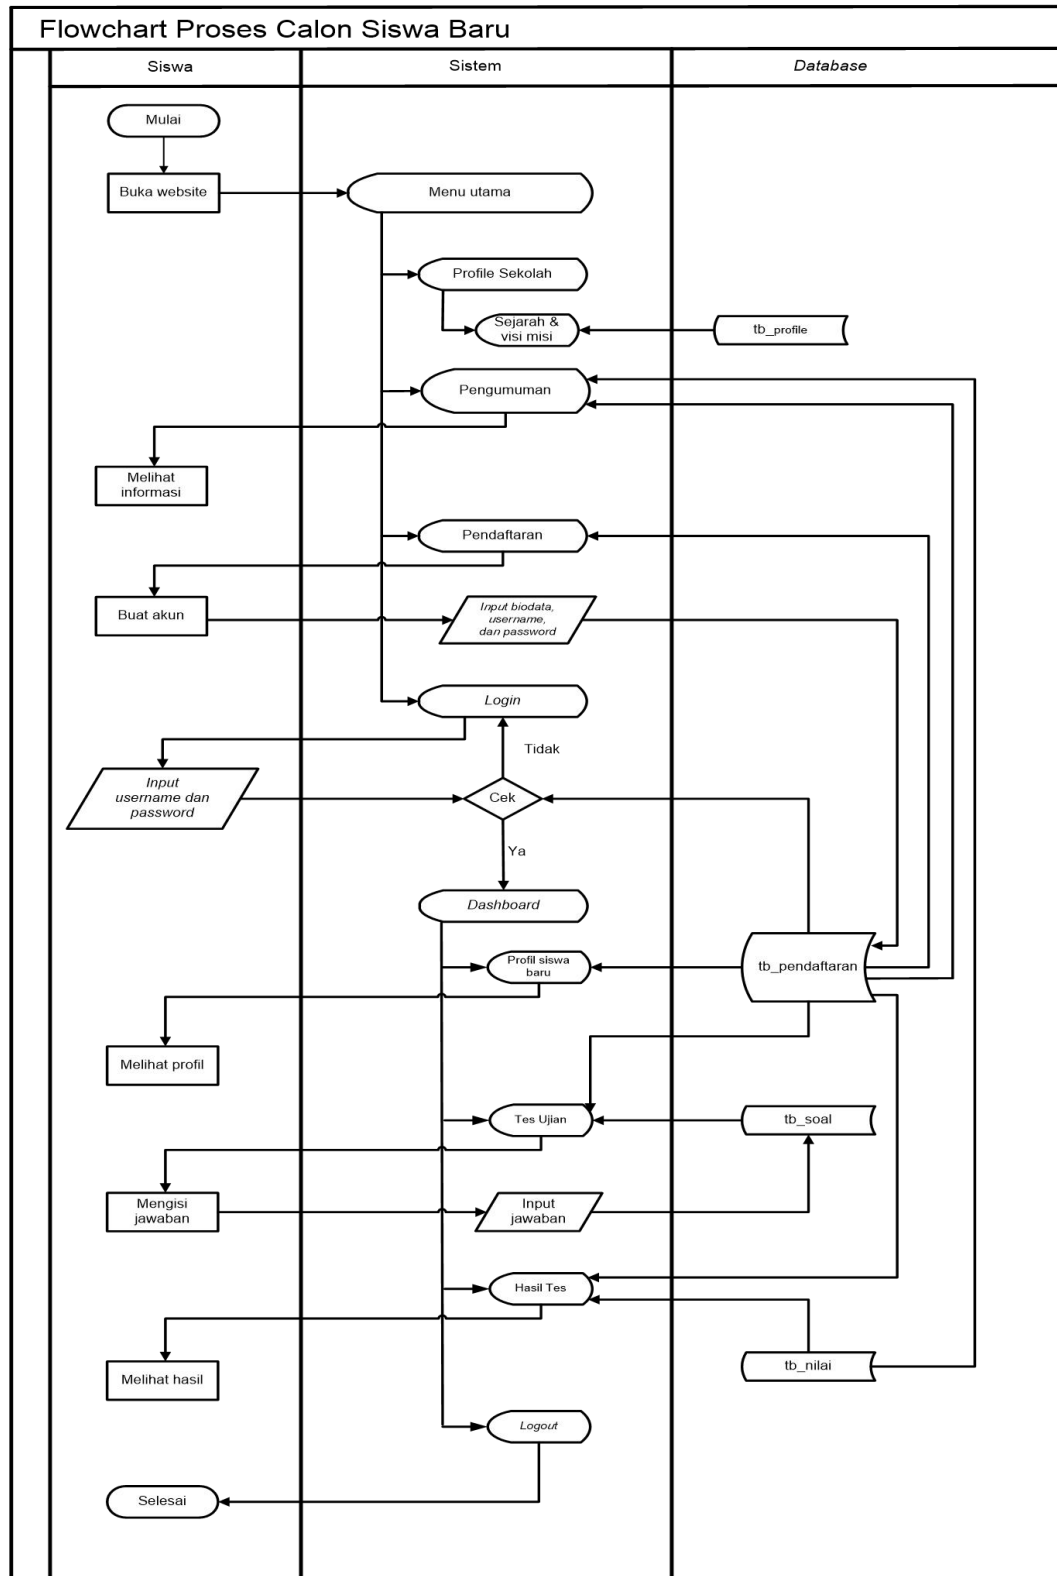 Flowchart Proses Calon Siswa Baru
Siswa
Sistem
Database
Mulai
Buka website
Menu utama
Profile Sekolah
Sejarah &
visi misi
tb_profile
Pengumuman
Melihat
informasi
Pendaftaran
Buat akun
Input biodata,
username,
dan password
Login
Tidak
Input
username dan
password
Cek
Ya
Dashboard
Profil siswa
baru
tb_pendaftaran
Melihat profil
Tes Ujian
tb_soal
Mengisi
jawaban
Input
jawaban
Hasil Tes
Melihat hasil
tb_nilai
Logout
Selesai